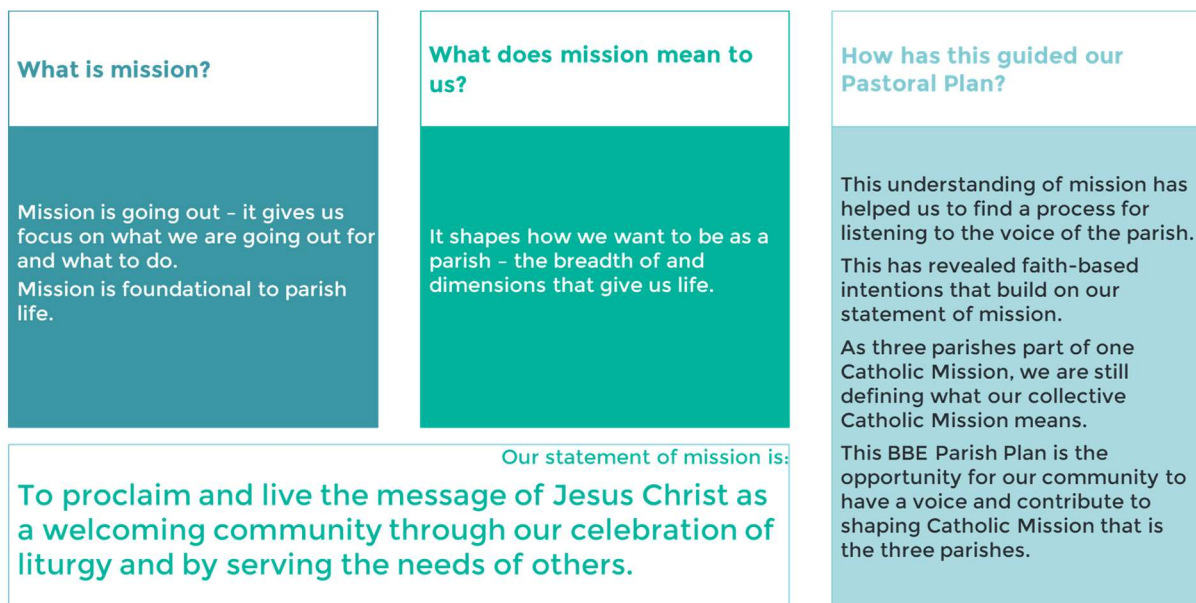 What is mission?
Mission is going out – it gives us
focus on what we are going out for
and what to do.
Mission is foundational to parish
life.
What does mission mean to
us?
It shapes how we want to be as a
parish – the breadth of and
dimensions that give us life.
How has this guided our
Pastoral Plan?
This understanding of mission has
helped us to find a process for
listening to the voice of the parish.
This has revealed faith-based
intentions that build on our
statement of mission.
As three parishes part of one
Catholic Mission, we are still
defining what our collective
Catholic Mission means.
This BBE Parish Plan is the
opportunity for our community to
have a voice and contribute to
shaping Catholic Mission that is
the three parishes.
Our statement of mission is:
To proclaim and live the message of Jesus Christ as
a welcoming community through our celebration of
liturgy and by serving the needs of others.